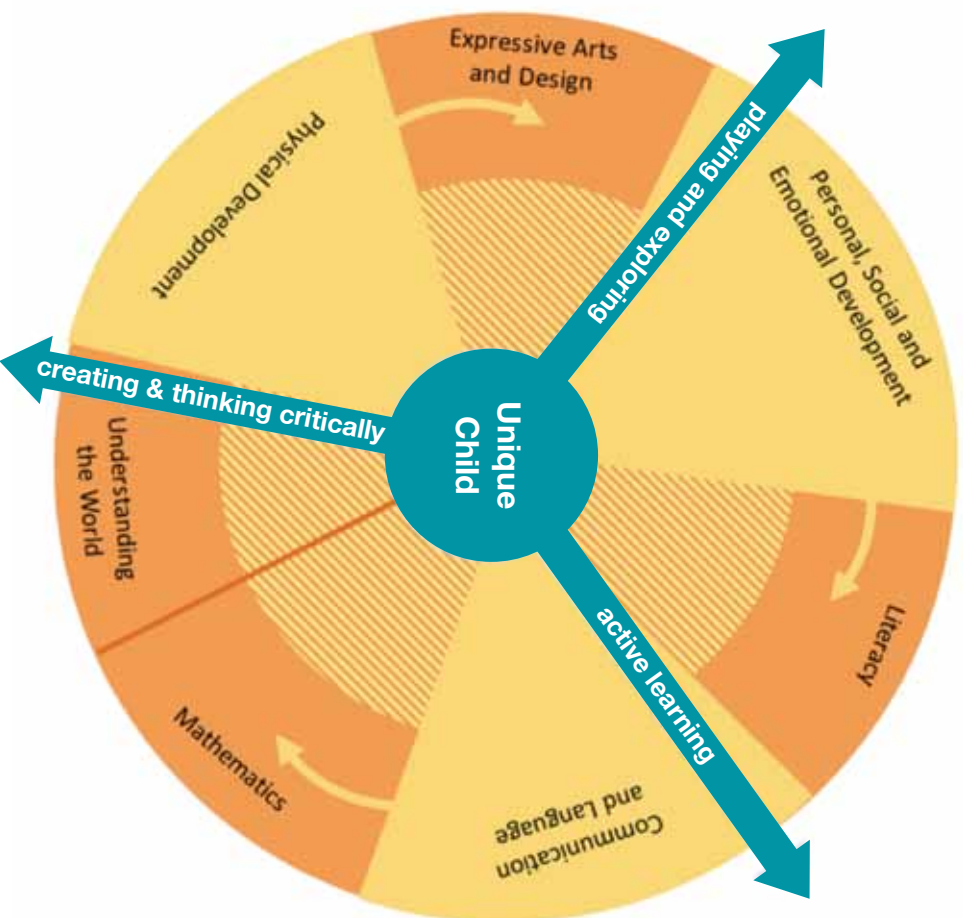 Expressive Arts
and Design
playing and exploring
Personal, Social and
Emotional Development
Literacy
active learning
Communication
and Language
Mathematics
Understanding
the World
creating & thinking critically
Physical Development
Unique
Child